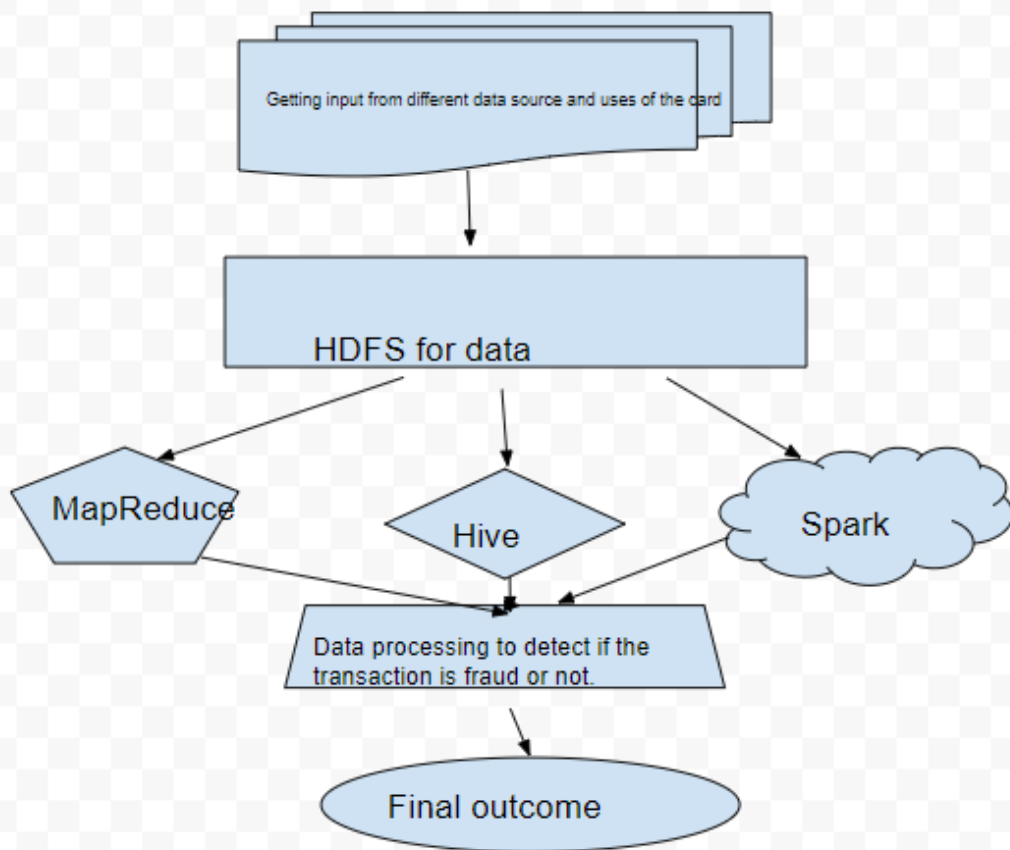 Getting input from different data source and uses of the card
HDFS for data
MapReduce
Hive
Spark
Data processing to detect if the
transaction is fraud or not.
Final outcome